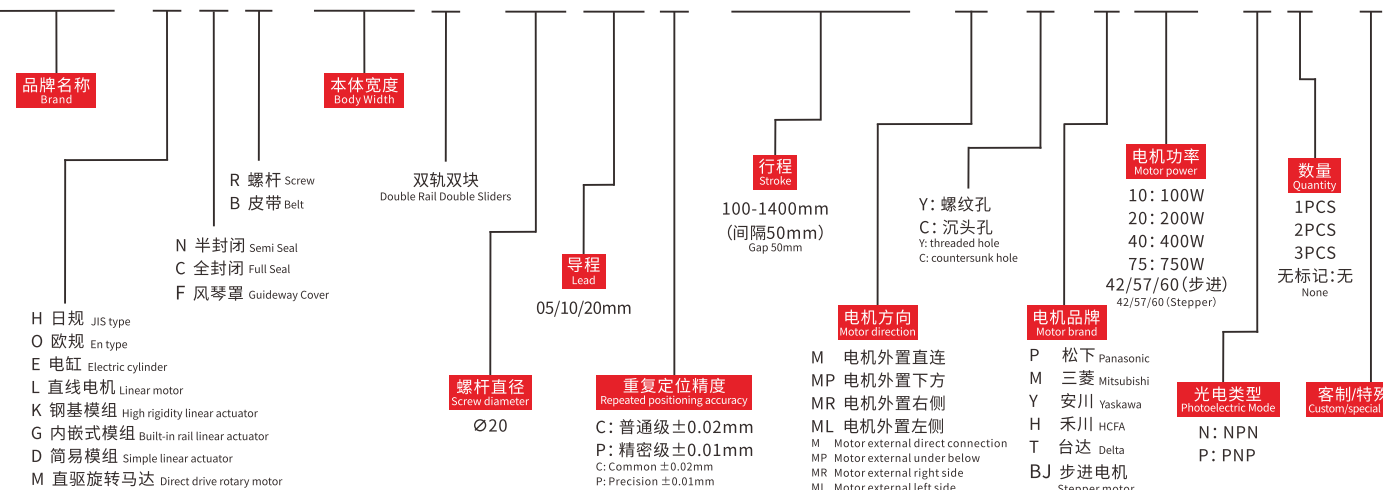 品牌名称
Brand
H 日规 JIS type
O 欧规 En type
E 电缸 Electric cylinder
L 直线电机 Linear motor
K 钢基模组 High rigidity linear actuator
G 内嵌式模组 Built-in rail linear actuator
D 简易模组 Simple linear actuator
M 直驱旋转马达 Direct drive rotary motor
N 半封闭 Semi Seal
C 全封闭 Full Seal
F 风琴罩 Guideway Cover
R 螺杆 Screw
B 皮带 Belt
本体宽度
Body Width
双轨双块
Double Rail Double Sliders
螺杆直径
Screw diameter
Ø20
导程
Lead
05/10/20mm
重复定位精度
Repeated positioning accuracy
C：普通级±0.02mm
P：精密级±0.01mm
C: Common ±0.02mm
P: Precision ±0.01mm
行程
Stroke
100-1400mm
（间隔50mm）
Gap 50mm
电机方向
Motor direction
M 电机外置直连
MP 电机外置下方
MR 电机外置右侧
ML 电机外置左侧
M Motor external direct connection
MP Motor external under below
MR Motor external right side
ML Motor external left side
Y：螺纹孔
C：沉头孔
Y: threaded hole
C: countersunk hole
电机品牌
Motor brand
P 松下 Panasonic
M 三菱 Mitsubishi
Y 安川 Yaskawa
H 禾川 HCFA
T 台达 Delta
BJ 步进电机
Stepper motor
电机功率
Motor power
10：100W
20：200W
40：400W
75：750W
42/57/60（步进）
42/57/60（Stepper）
光电类型
Photoelectric Mode
N：NPN
P：PNP
数量
Quantity
1PCS
2PCS
3PCS
无标记：无
None
客制/特殊
Custom/special